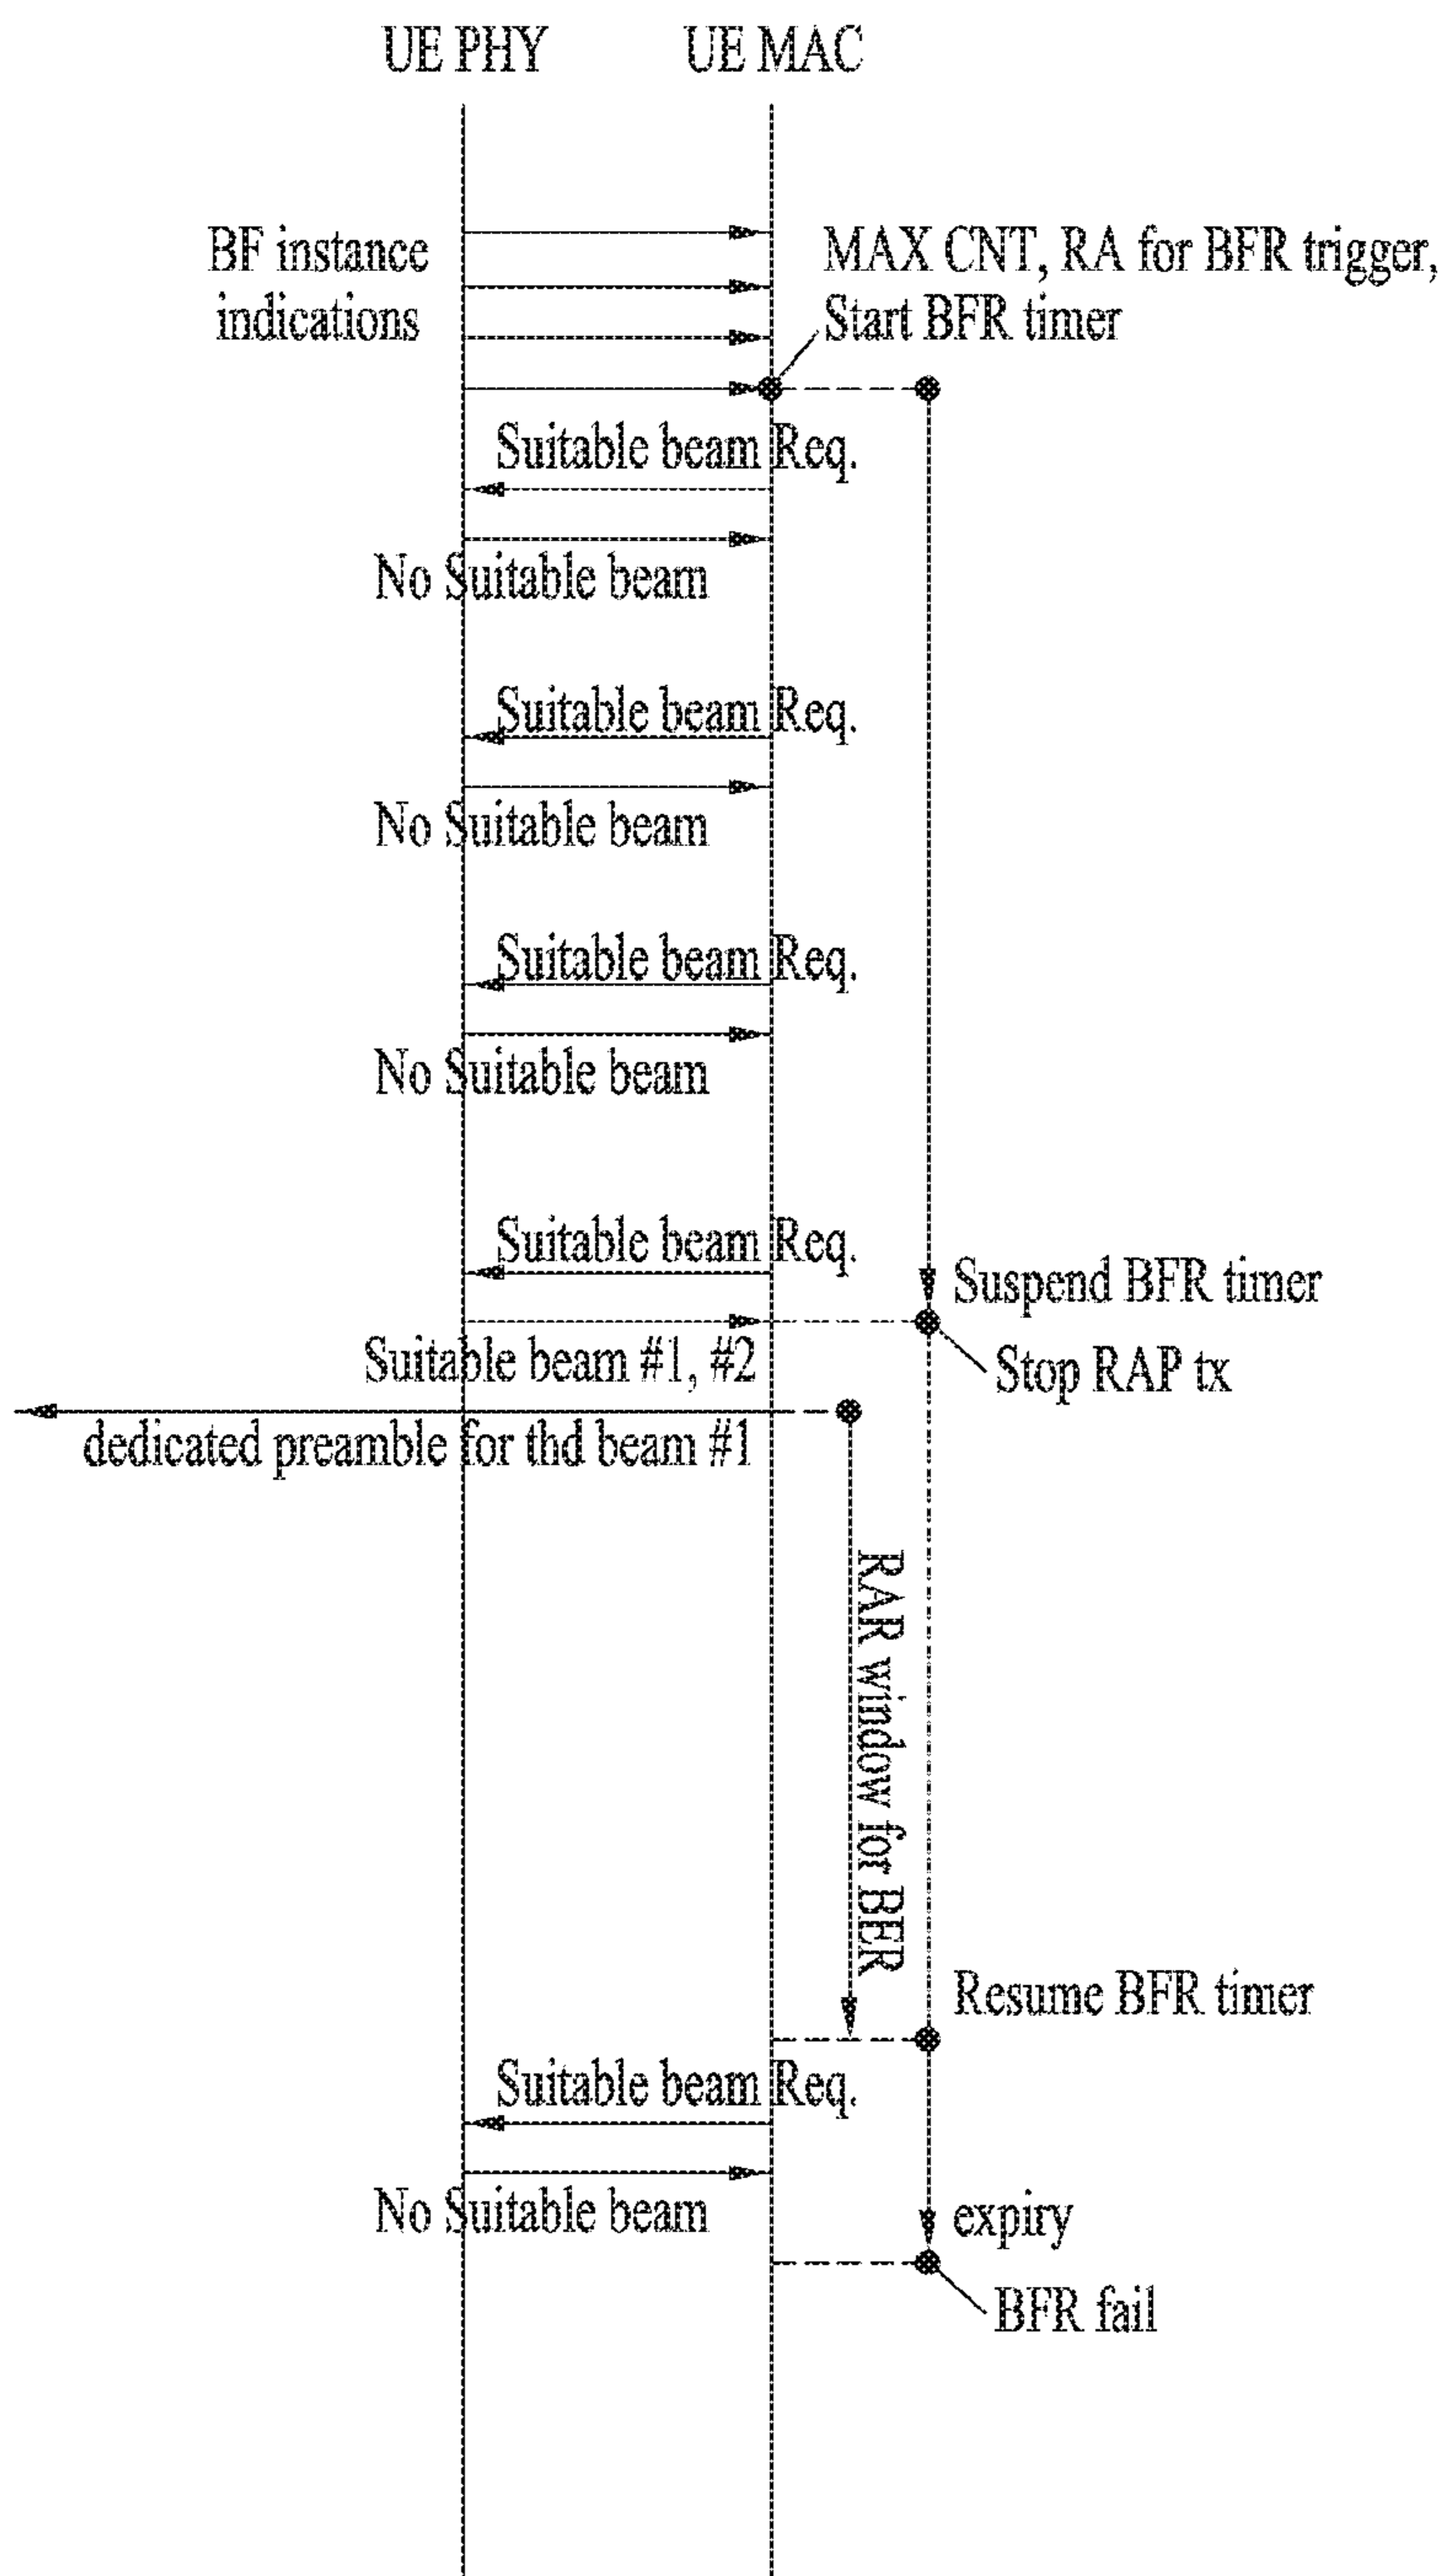 UE PHY UE MAC
BF instance
indications
MAX CNT, RA for BFR trigger,
Start BFR timer
Suitable beam Req.
No Suitable beam
Suitable beam Req.
No Suitable beam
Suitable beam Req.
No Suitable beam
Suitable beam Req.
Suspend BFR timer
Suitable beam #1, #2
Stop RAP tx
dedicated preamble for thd beam #1
RAR window for BER
Resume BFR timer
Suitable beam Req.
No Suitable beam
expiry
BFR fail